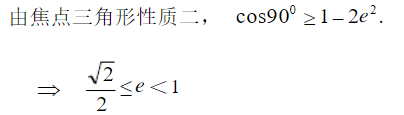 由焦点三角形性质二， cos90⁰ ≥ 1 − 2e².
⇒ √2/2 ≤ e < 1